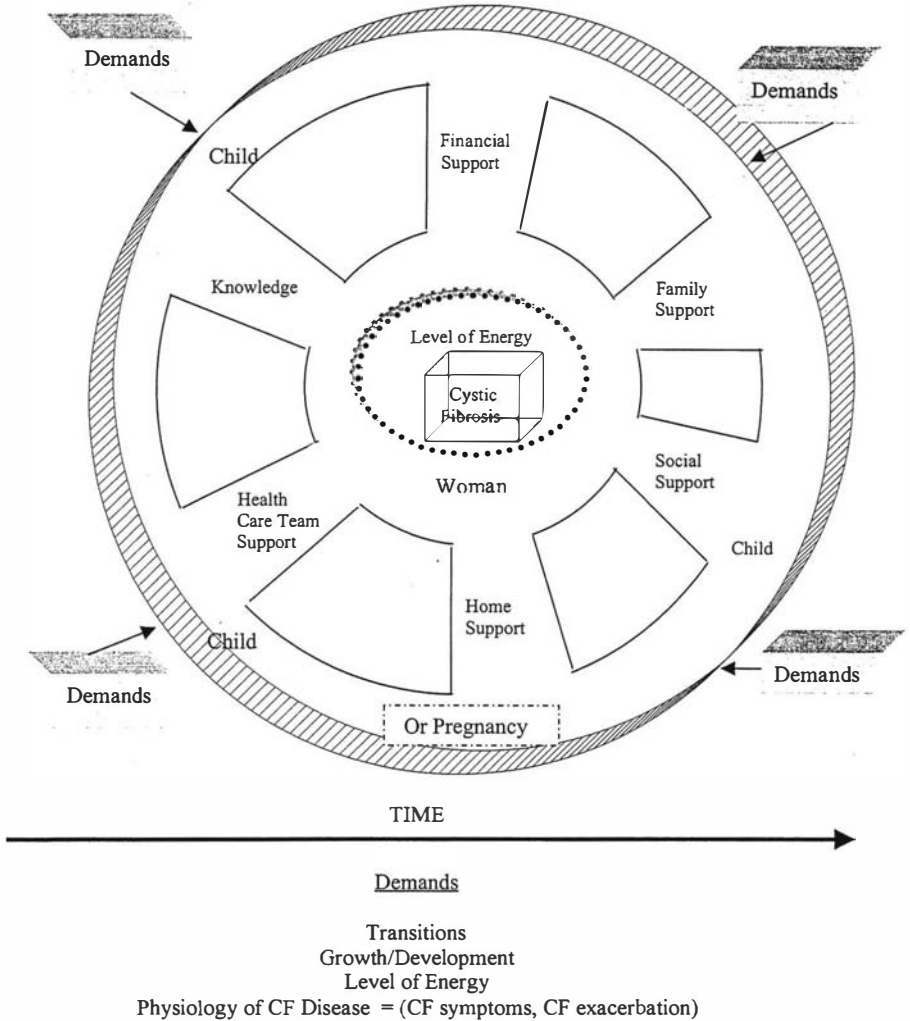 Demands
Demands
Child
Financial
Support
Knowledge
Family
Support
Level of Energy
Cystic
Fibrosis
Woman
Social
Support
Health
Care Team
Support
Child
Home
Support
Child
Demands
Demands
Or Pregnancy
TIME
Demands
Transitions
Growth/Development
Level of Energy
Physiology of CF Disease = (CF symptoms, CF exacerbation)